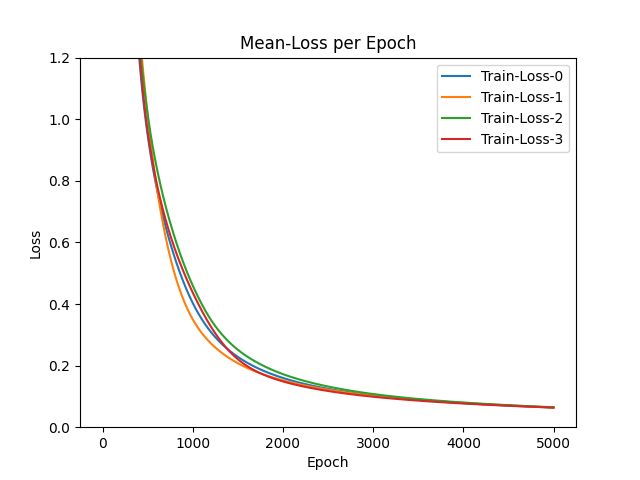 Mean-Loss per Epoch
1.2
1.0
0.8
0.6
0.4
0.2
0.0
Loss
Train-Loss-0
Train-Loss-1
Train-Loss-2
Train-Loss-3
0 1000 2000 3000 4000 5000
Epoch